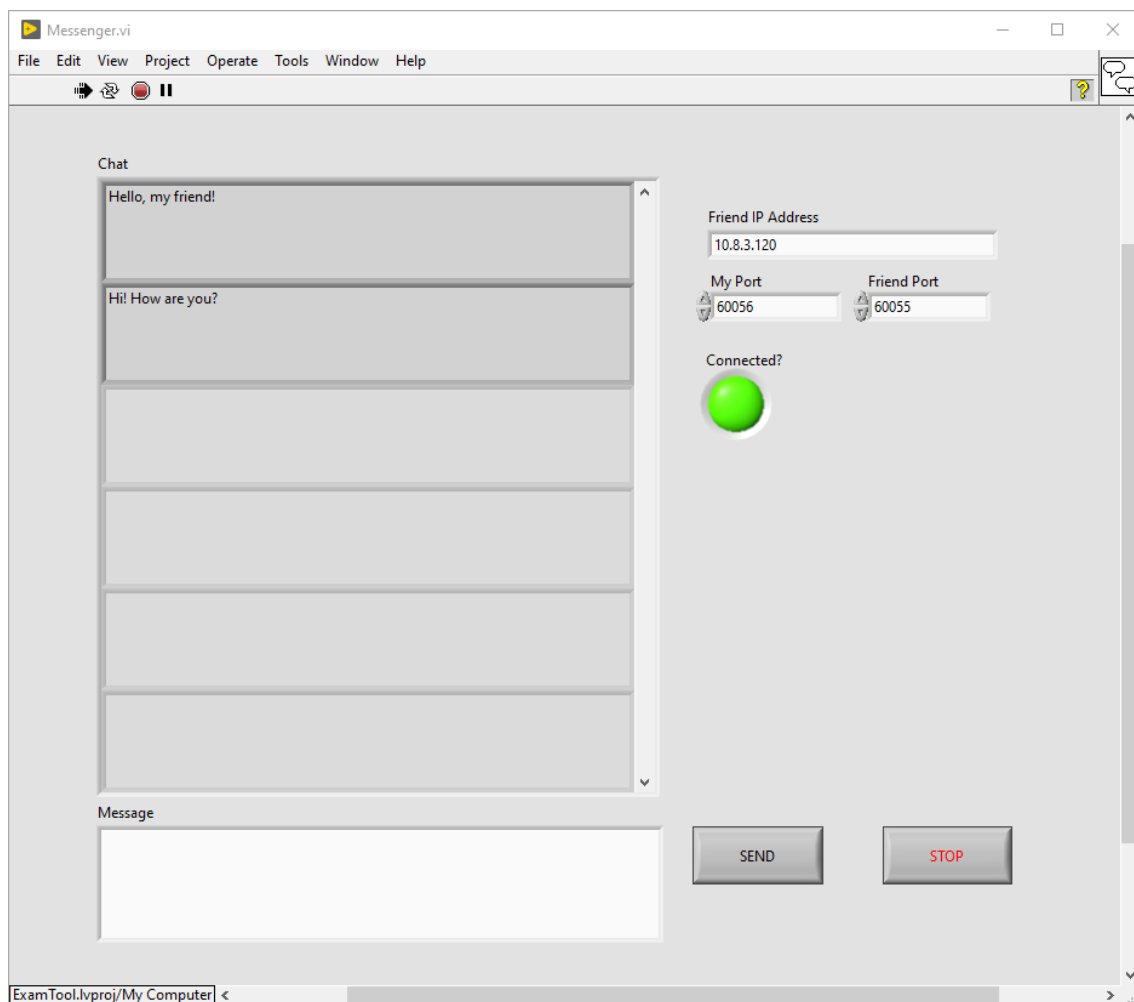 Messenger.vi
File Edit View Project Operate Tools Window Help
?
Chat
Hello, my friend!
Hi! How are you?
Friend IP Address
10.8.3.120
My Port Friend Port
60056 60055
Connected?
Message
SEND STOP
ExamTool.lvproj/My Computer